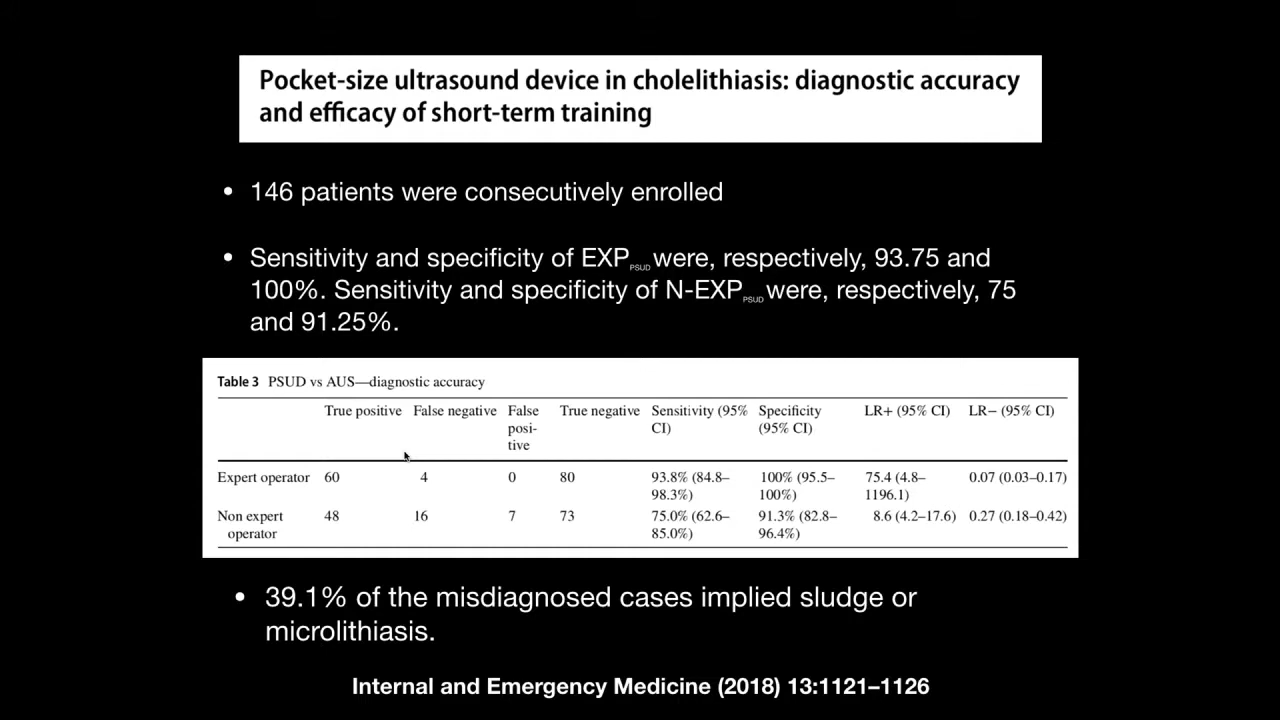 Pocket-size ultrasound device in cholelithiasis: diagnostic accuracy
and efficacy of short-term training
• 146 patients were consecutively enrolled
• Sensitivity and specificity of EXPPSUD were, respectively, 93.75 and
100%. Sensitivity and specificity of N-EXPPSUD were, respectively, 75
and 91.25%.
Table 3 PSUD vs AUS—diagnostic accuracy
True positive False negative False posi- tive True negative Sensitivity (95% CI) Specificity (95% CI) LR+ (95% CI) LR− (95% CI)
Expert operator 60 4 0 80 93.8% (84.8– 98.3%) 100% (95.5– 100%) 75.4 (4.8– 1196.1) 0.07 (0.03–0.17)
Non expert operator 48 16 7 73 75.0% (62.6– 85.0%) 91.3% (82.8– 96.4%) 8.6 (4.2–17.6) 0.27 (0.18–0.42)
• 39.1% of the misdiagnosed cases implied sludge or
microlithiasis.
Internal and Emergency Medicine (2018) 13:1121–1126